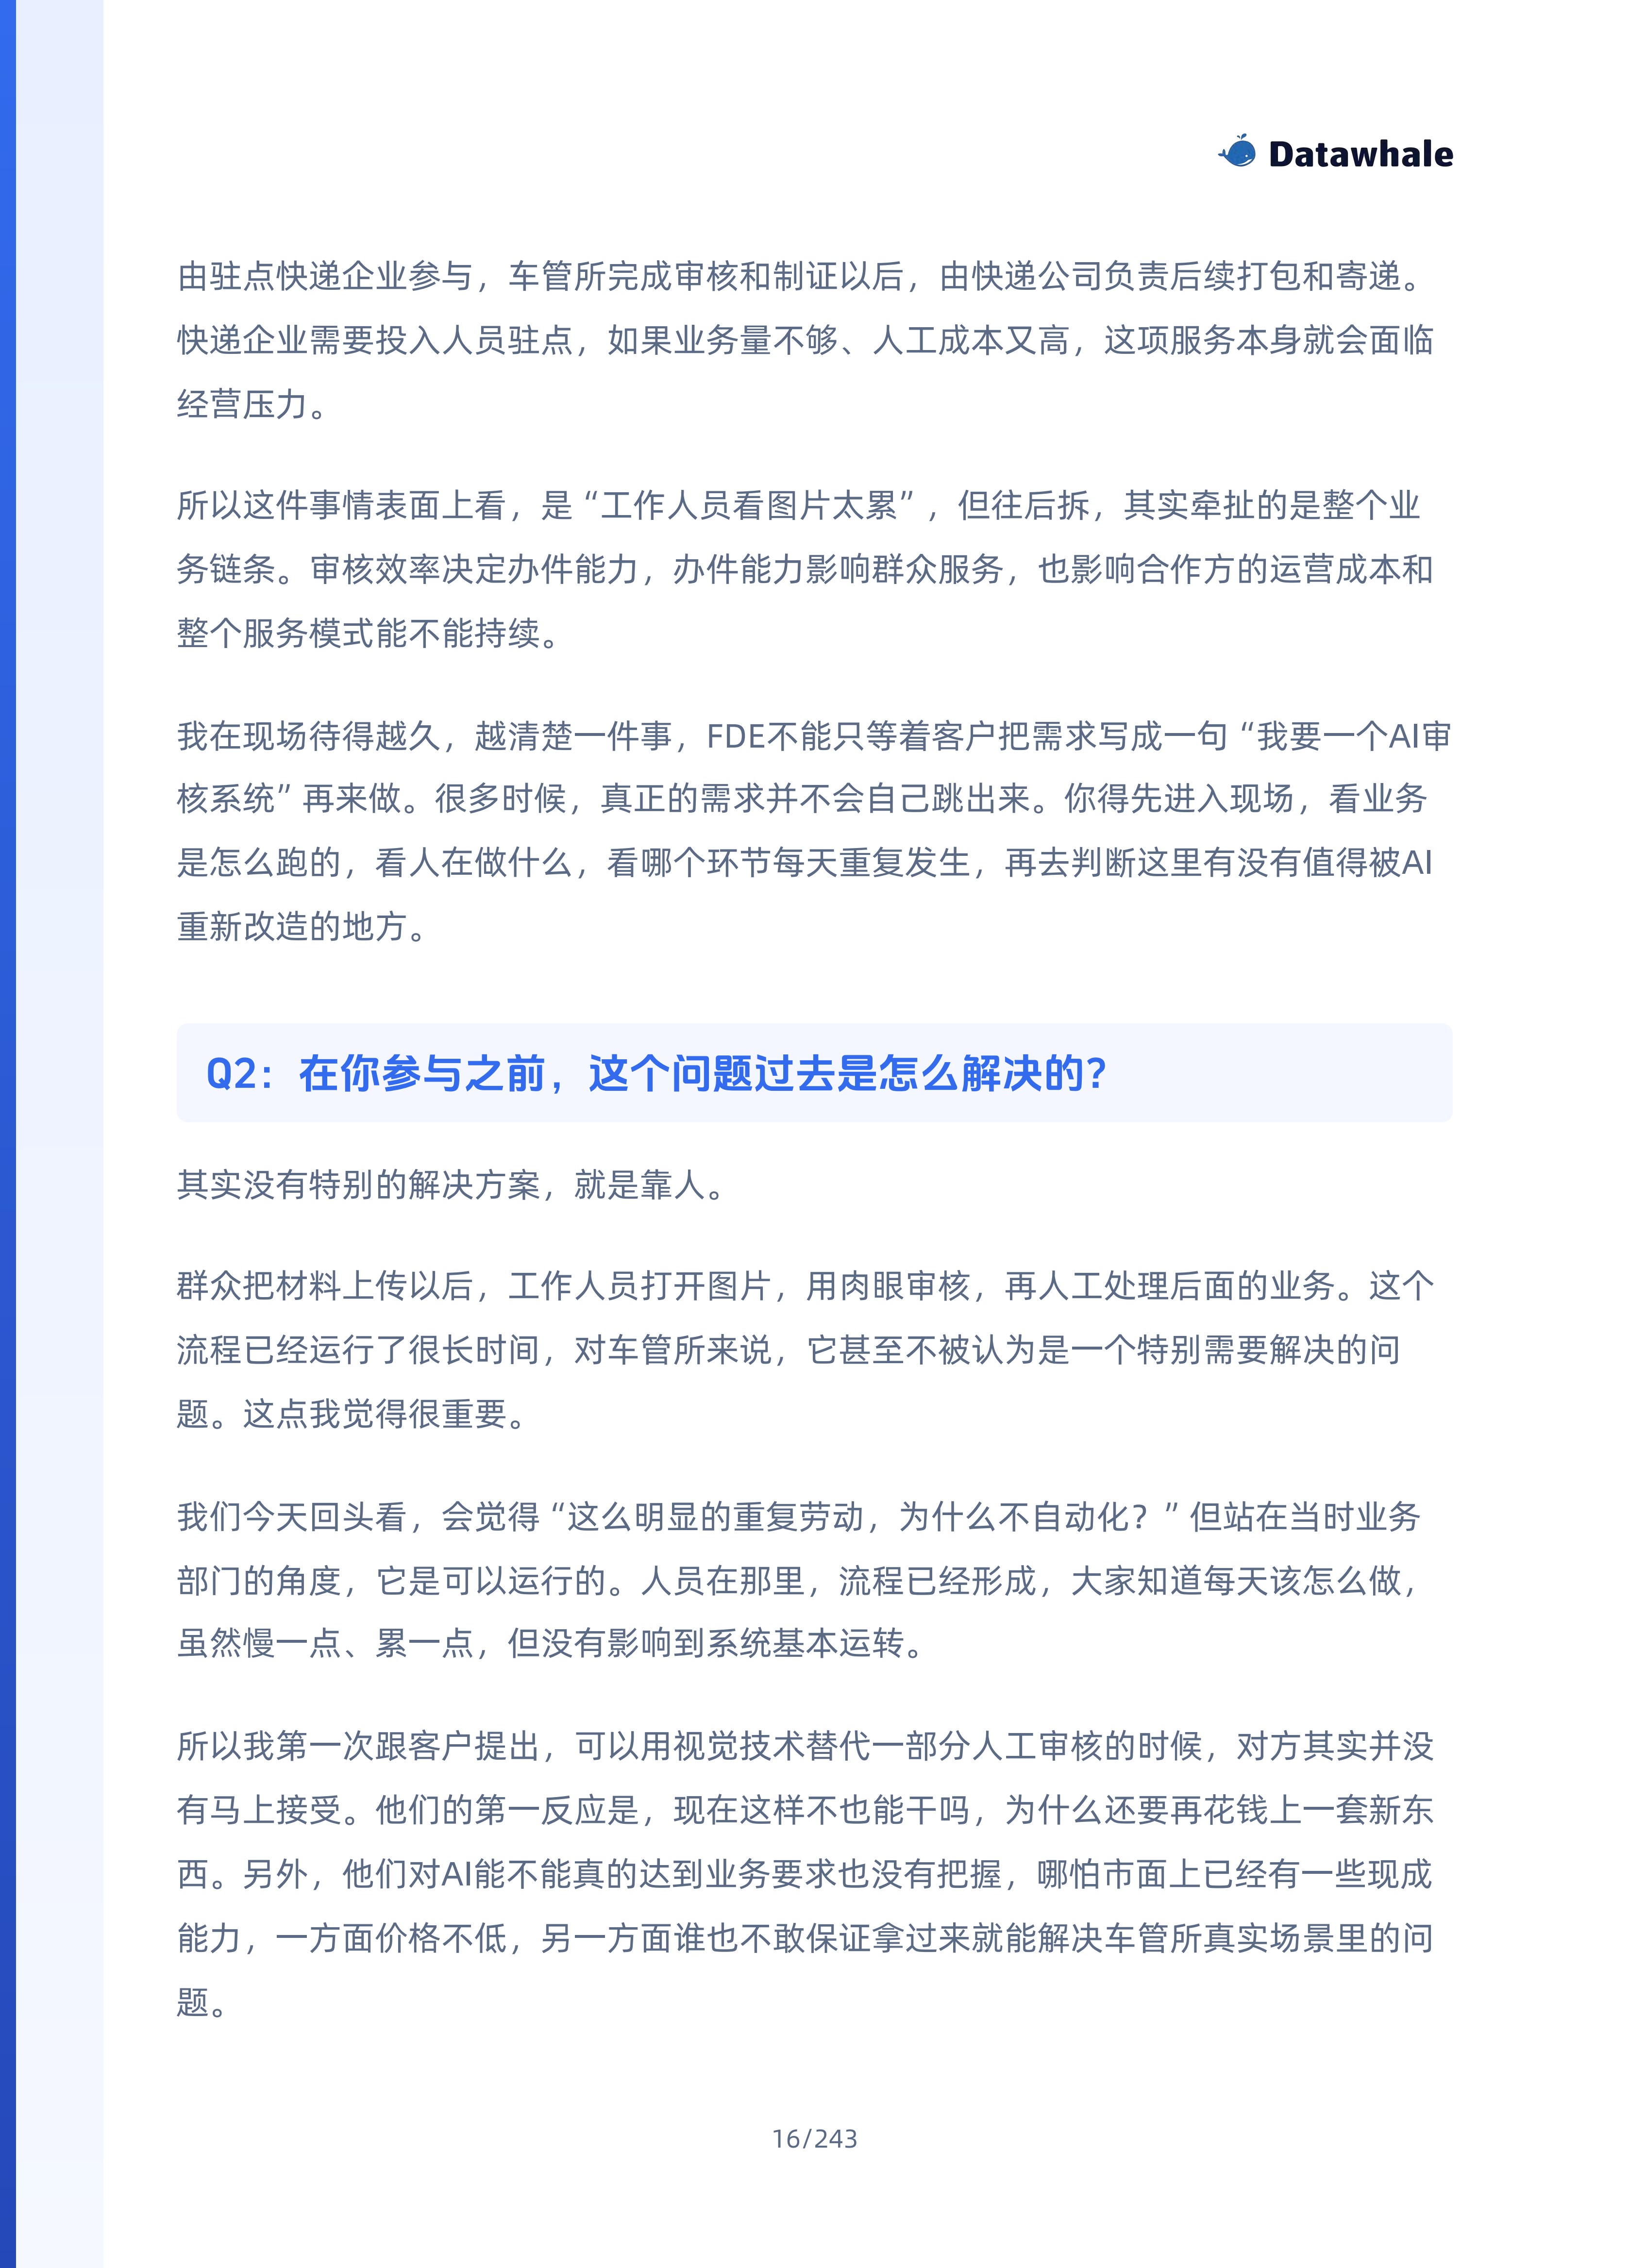 Datawhale
由驻点快递企业参与，车管所完成审核和制证以后，由快递公司负责后续打包和寄递。
快递企业需要投入人员驻点，如果业务量不够、人工成本又高，这项服务本身就会面临
经营压力。
所以这件事情表面上看，是“工作人员看图片太累”，但往后拆，其实牵扯的是整个业
务链条。审核效率决定办件能力，办件能力影响群众服务，也影响合作方的运营成本和
整个服务模式能不能持续。
我在现场待得越久，越清楚一件事，FDE不能只等着客户把需求写成一句“我要一个AI审
核系统”再来做。很多时候，真正的需求并不会自己跳出来。你得先进入现场，看业务
是怎么跑的，看人在做什么，看哪个环节每天重复发生，再去判断这里有没有值得被AI
重新改造的地方。
Q2：在你参与之前，这个问题过去是怎么解决的？
其实没有特别的解决方案，就是靠人。
群众把材料上传以后，工作人员打开图片，用肉眼审核，再人工处理后面的业务。这个
流程已经运行了很长时间，对车管所来说，它甚至不被认为是一个特别需要解决的问
题。这点我觉得很重要。
我们今天回头看，会觉得“这么明显的重复劳动，为什么不自动化？”但站在当时业务
部门的角度，它是可以运行的。人员在那里，流程已经形成，大家知道每天该怎么做，
虽然慢一点、累一点，但没有影响到系统基本运转。
所以我第一次跟客户提出，可以用视觉技术替代一部分人工审核的时候，对方其实并没
有马上接受。他们的第一反应是，现在这样不也能干吗，为什么还要再花钱上一套新东
西。另外，他们对AI能不能真的达到业务要求也没有把握，哪怕市面上已经有一些现成
能力，一方面价格不低，另一方面谁也不敢保证拿过来就能解决车管所真实场景里的问
题。
16/243